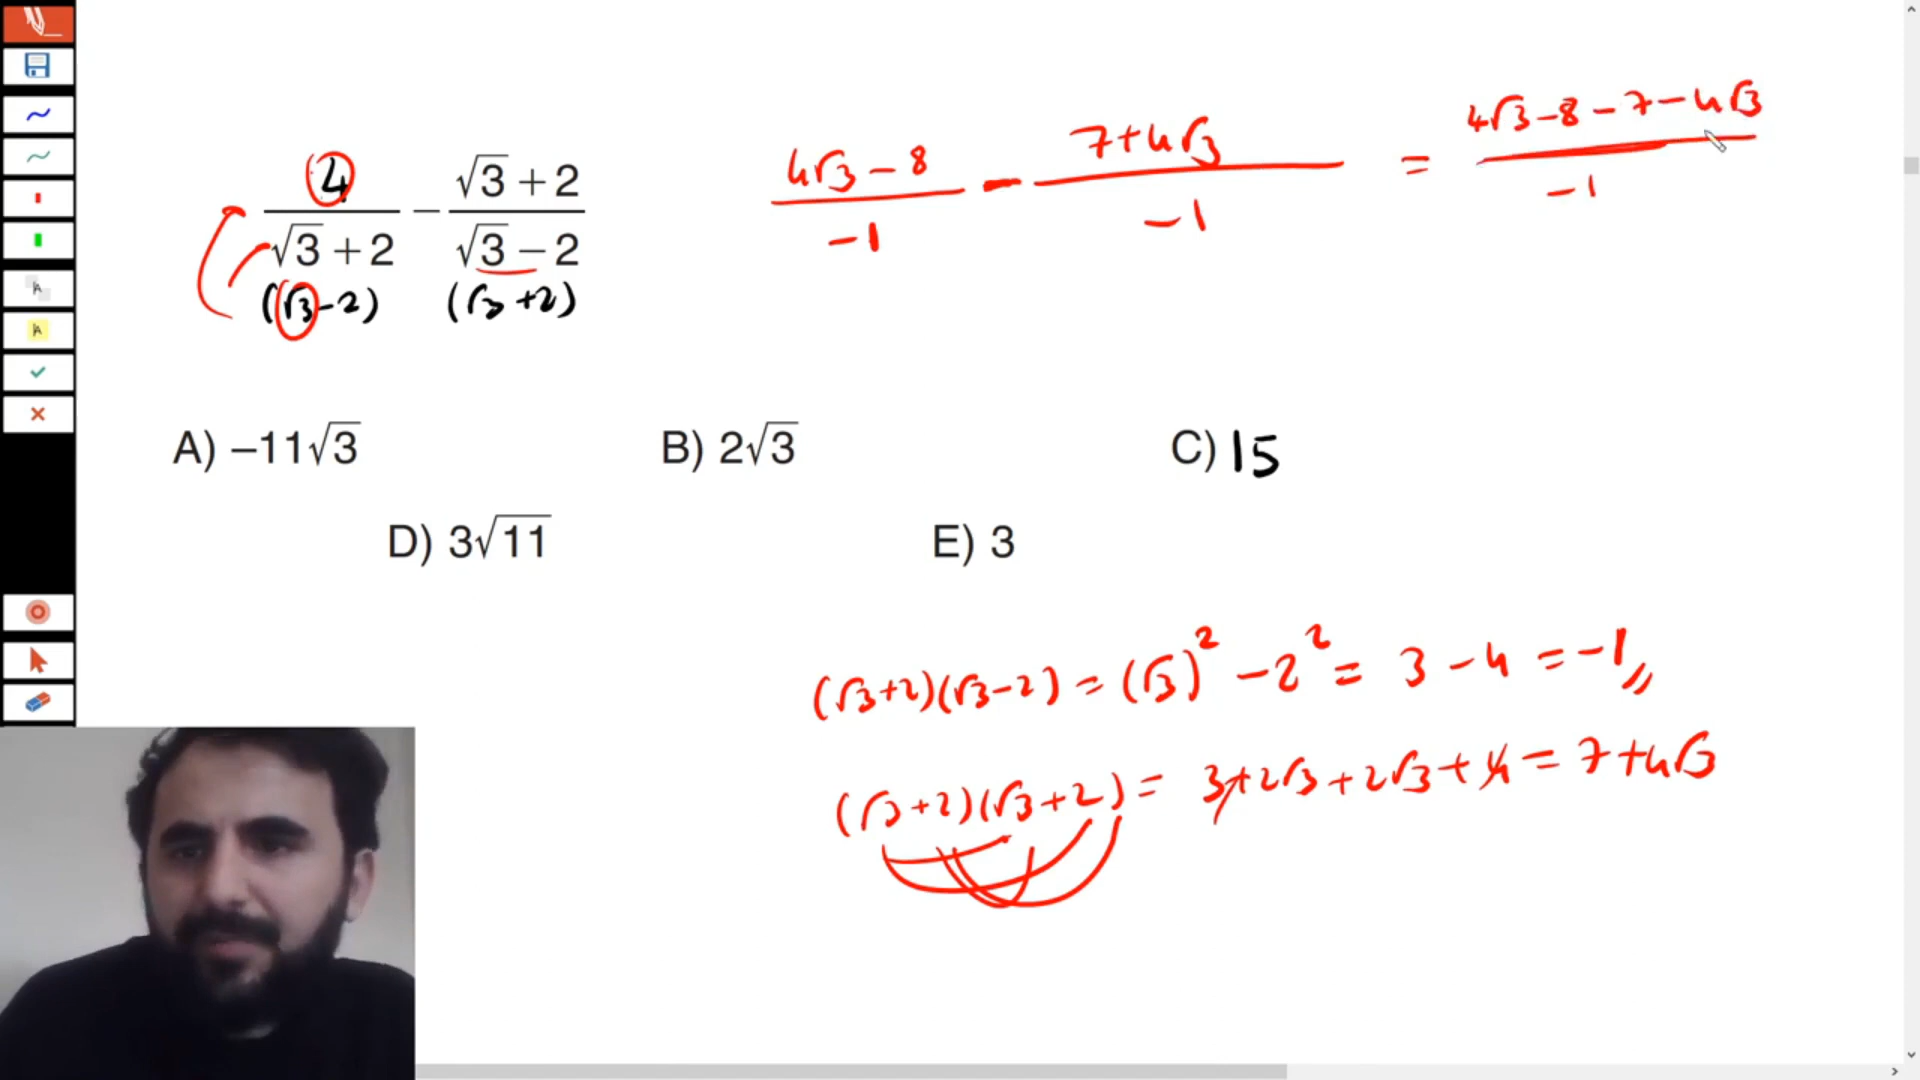 4/(√3 + 2) − (√3 + 2)/(√3 − 2)
(√3 - 2) (√3 + 2)
(4√3 - 8)/(-1) - (7 + 4√3)/(-1) = (4√3 - 8 - 7 - 4√3)/(-1)
A) −11√3 B) 2√3 C) 15
D) 3√11 E) 3
(√3+2)(√3-2) = (√3)² - 2² = 3 - 4 = -1
(√3+2)(√3+2) = 3+2√3+2√3+4 = 7+4√3